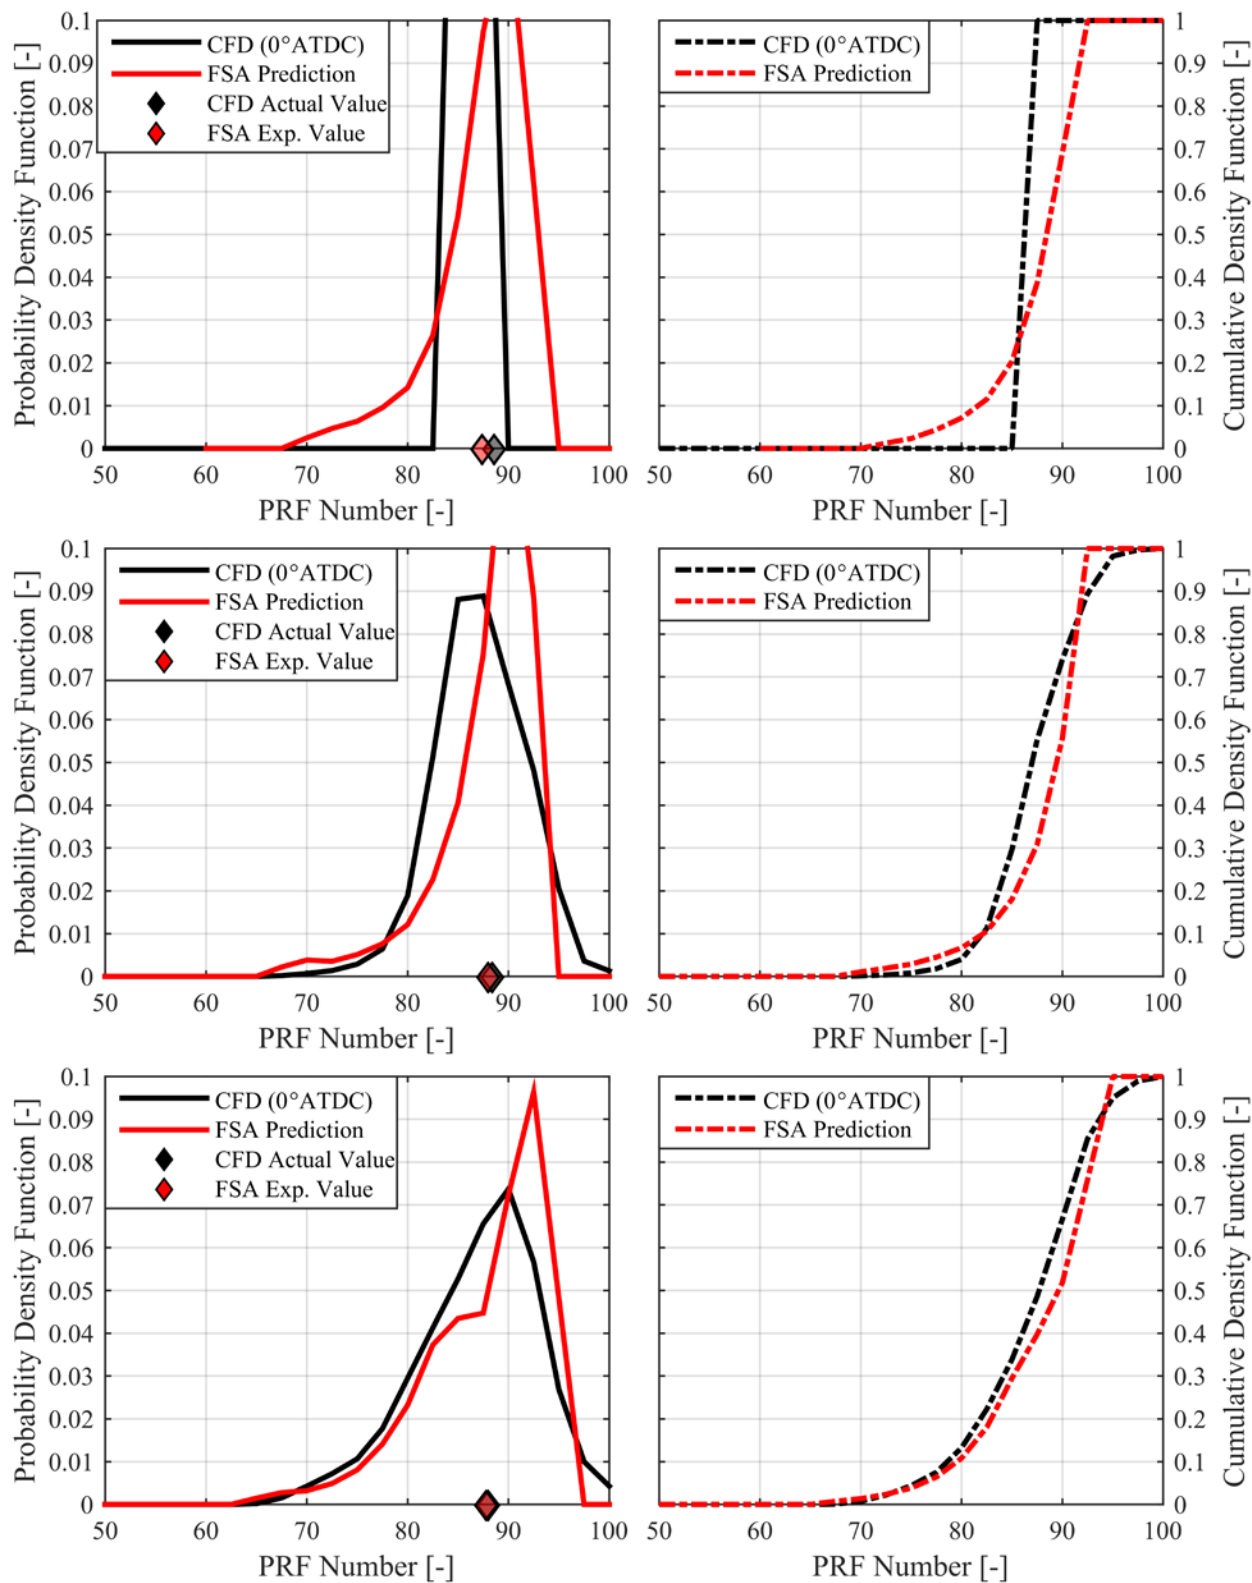 0.1
0.09
0.08
0.07
0.06
0.05
0.04
0.03
0.02
0.01
0
Probability Density Function [-]
CFD (0°ATDC)
FSA Prediction
CFD Actual Value
FSA Exp. Value
50 60 70 80 90 100
PRF Number [-]
CFD (0°ATDC)
FSA Prediction
1
0.9
0.8
0.7
0.6
0.5
0.4
0.3
0.2
0.1
0
Cumulative Density Function [-]
50 60 70 80 90 100
PRF Number [-]
0.1
0.09
0.08
0.07
0.06
0.05
0.04
0.03
0.02
0.01
0
Probability Density Function [-]
CFD (0°ATDC)
FSA Prediction
CFD Actual Value
FSA Exp. Value
50 60 70 80 90 100
PRF Number [-]
CFD (0°ATDC)
FSA Prediction
1
0.9
0.8
0.7
0.6
0.5
0.4
0.3
0.2
0.1
0
Cumulative Density Function [-]
50 60 70 80 90 100
PRF Number [-]
0.1
0.09
0.08
0.07
0.06
0.05
0.04
0.03
0.02
0.01
0
Probability Density Function [-]
CFD (0°ATDC)
FSA Prediction
CFD Actual Value
FSA Exp. Value
50 60 70 80 90 100
PRF Number [-]
CFD (0°ATDC)
FSA Prediction
1
0.9
0.8
0.7
0.6
0.5
0.4
0.3
0.2
0.1
0
Cumulative Density Function [-]
50 60 70 80 90 100
PRF Number [-]